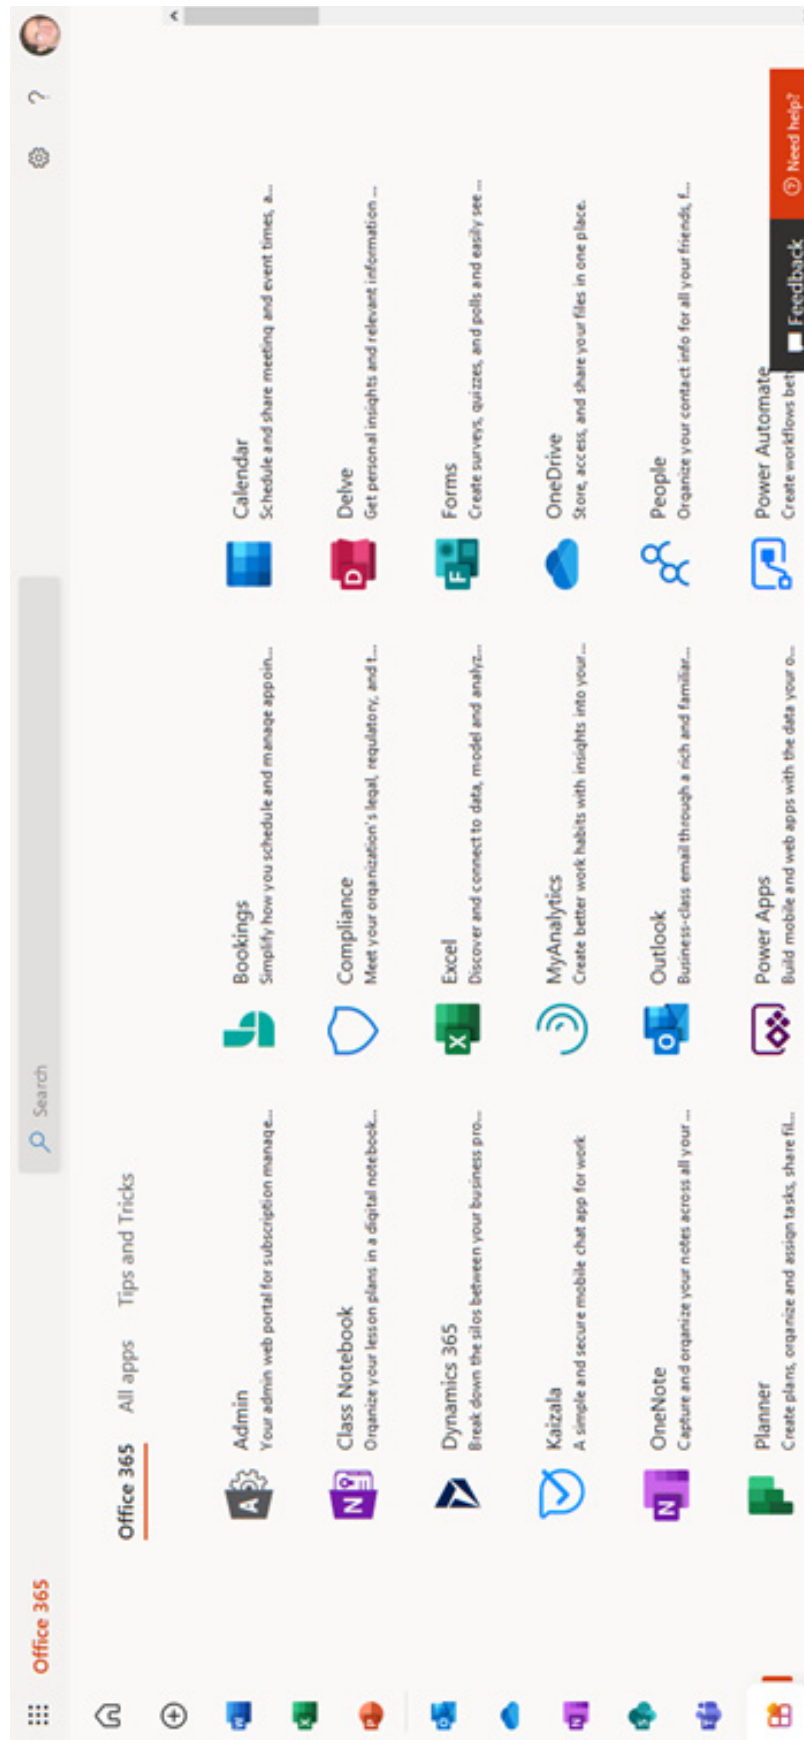 Office 365
Search
?
Office 365 All apps Tips and Tricks
Admin
Your admin web portal for subscription manage...
Bookings
Simplify how you schedule and manage appoin...
Calendar
Schedule and share meeting and event times, a...
Class Notebook
Organize your lesson plans in a digital notebook...
Compliance
Meet your organization's legal, regulatory, and t...
Delve
Get personal insights and relevant information ...
Dynamics 365
Break down the silos between your business pro...
Excel
Discover and connect to data, model and analyz...
Forms
Create surveys, quizzes, and polls and easily see ...
Kaizala
A simple and secure mobile chat app for work
MyAnalytics
Create better work habits with insights into your...
OneDrive
Store, access, and share your files in one place.
OneNote
Capture and organize your notes across all your ...
Outlook
Business-class email through a rich and familiar...
People
Organize your contact info for all your friends, f...
Planner
Create plans, organize and assign tasks, share fil...
Power Apps
Build mobile and web apps with the data your o...
Power Automate
Create workflows bet
Feedback
Need help?